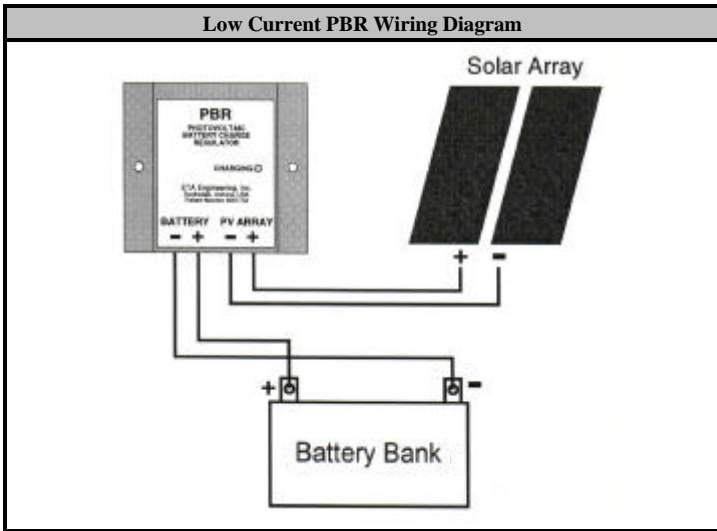 Low Current PBR Wiring Diagram
Solar Array
PBR
PHOTOVOLTAIC
BATTERY CHARGE
REGULATOR
CHARGING
ETA Engineering, Inc.
BATTERY PV ARRAY
- + - +
+ -
+ -
Battery Bank